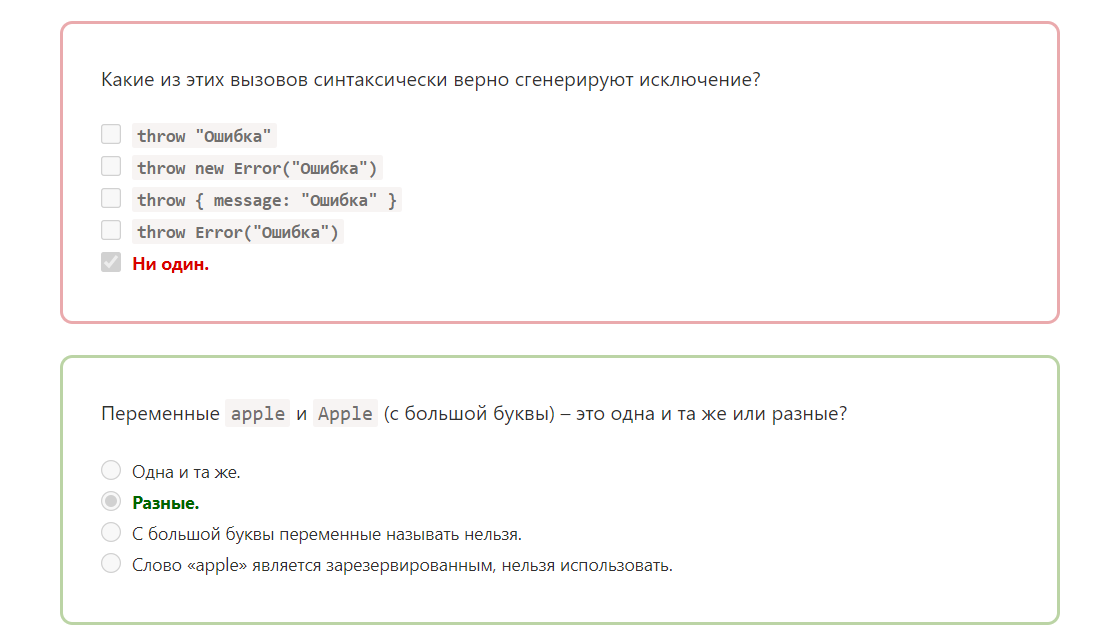 Какие из этих вызовов синтаксически верно сгенерируют исключение?
throw "Ошибка"
throw new Error("Ошибка")
throw { message: "Ошибка" }
throw Error("Ошибка")
Ни один.
Переменные apple и Apple (с большой буквы) – это одна и та же или разные?
Одна и та же.
Разные.
С большой буквы переменные называть нельзя.
Слово «apple» является зарезервированным, нельзя использовать.